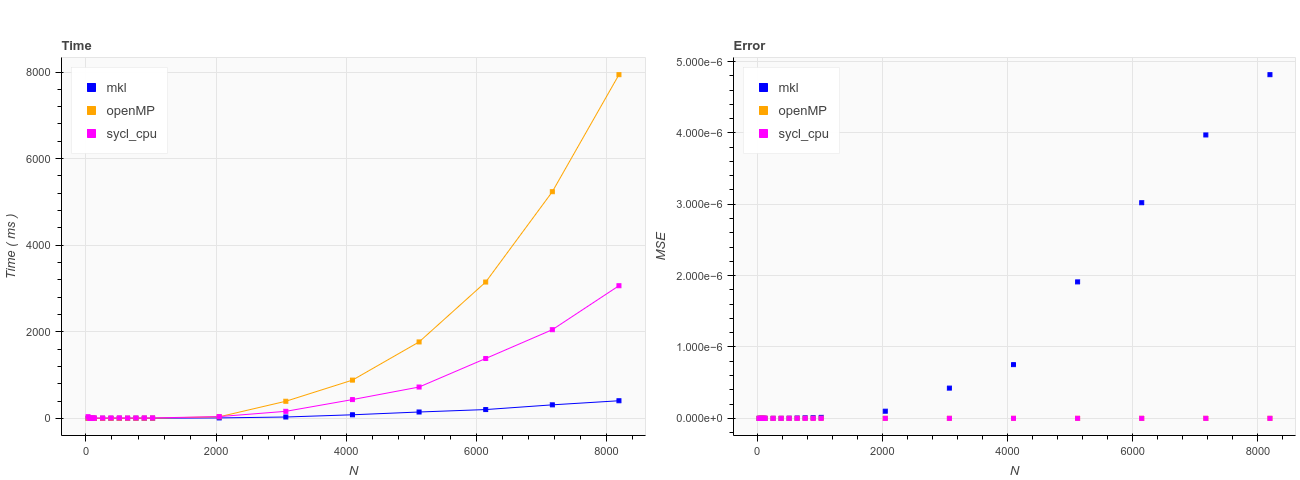 Time
mkl
openMP
sycl_cpu
8000
6000
4000
2000
0
Time ( ms )
0
2000
4000
6000
8000
N
Error
mkl
openMP
sycl_cpu
5.000e−6
4.000e−6
3.000e−6
2.000e−6
1.000e−6
0.000e+0
MSE
0
2000
4000
6000
8000
N